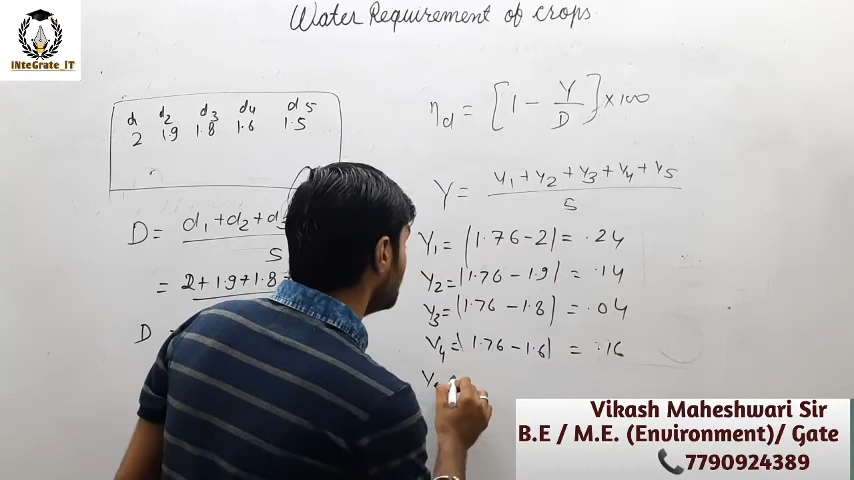 Water Requirement of crops
INteGrate_IT
d1 d2 d3 d4 d5
2 1.9 1.8 1.6 1.5
ηd = [1 - Y/D] × 100
D = d1 + d2 + d3
5
= 2 + 1.9 + 1.8 +
D
Y = y1 + y2 + y3 + y4 + y5
5
Y1 = |1.76 - 2| = .24
Y2 = |1.76 - 1.9| = .14
Y3 = |1.76 - 1.8| = .04
Y4 = |1.76 - 1.6| = .16
Y
Vikash Maheshwari Sir
B.E / M.E. (Environment)/ Gate
📞7790924389